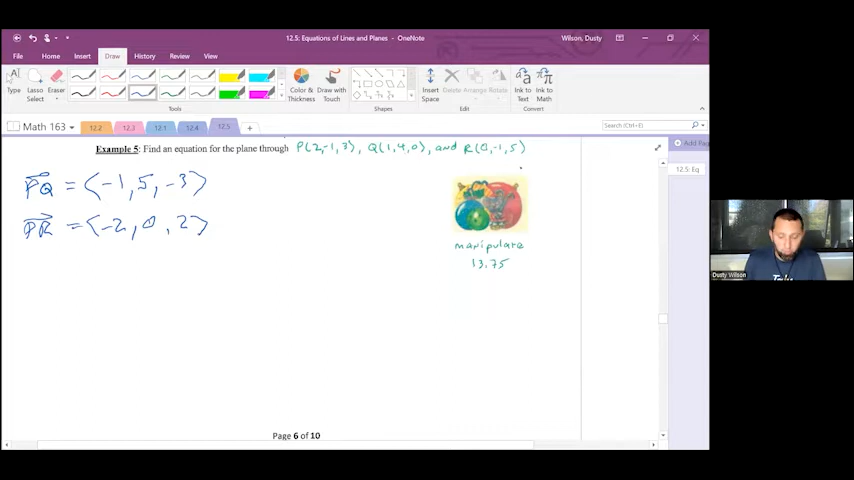 12.5: Equations of Lines and Planes - OneNote
Wilson, Dusty
File Home Insert Draw History Review View
Type
Lasso Select
Eraser
Color & Thickness
Draw with Touch
Insert Space
Delete
Arrange
Rotate
Ink to Text
Ink to Math
Tools
Shapes
Edit
Convert
Math 163
12.2
12.3
12.1
12.4
12.5
+
Search (Ctrl+E)
Add Page
12.5: Eq
Example 5: Find an equation for the plane through P(2,-1,3), Q(1,4,0), and R(0,-1,5)
PQ = ⟨-1, 5, -3⟩
PR = ⟨-2, 0, 2⟩
manipulate
13.75
Page 6 of 10
Dusty Wilson